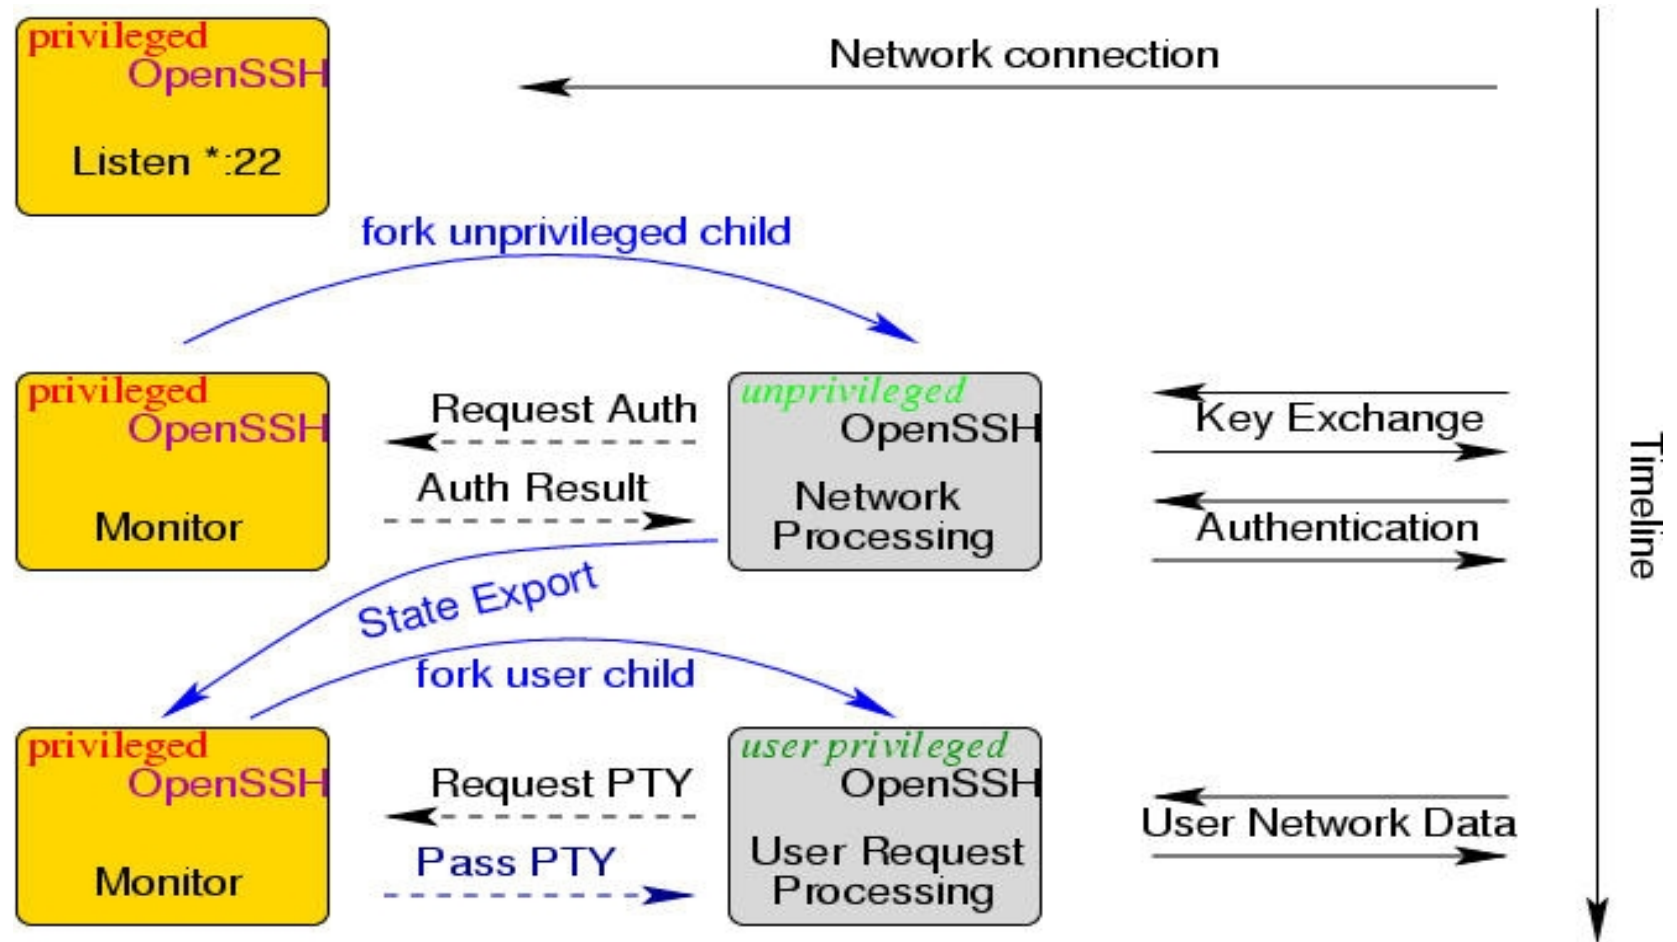 privileged
OpenSSH
Listen *:22
Network connection
fork unprivileged child
privileged
OpenSSH
Monitor
Request Auth
Auth Result
unprivileged
OpenSSH
Network
Processing
Key Exchange
Authentication
State Export
fork user child
privileged
OpenSSH
Monitor
Request PTY
Pass PTY
user privileged
OpenSSH
User Request
Processing
User Network Data
Timeline